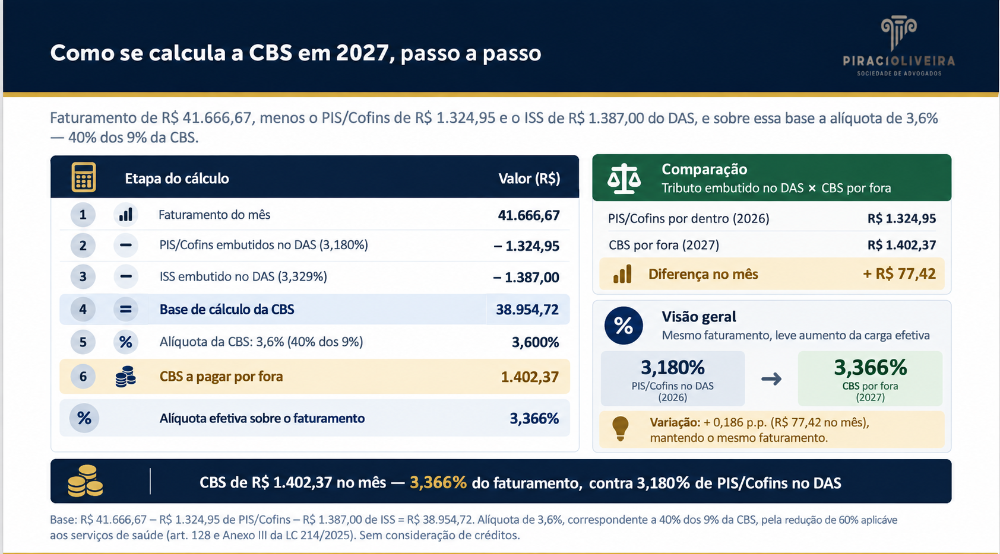 Como se calcula a CBS em 2027, passo a passo
PIRACIOLIVEIRA
SOCIEDADE DE ADVOGADOS
Faturamento de R$ 41.666,67, menos o PIS/Cofins de R$ 1.324,95 e o ISS de R$ 1.387,00 do DAS, e sobre essa base a alíquota de 3,6%
— 40% dos 9% da CBS.
Etapa do cálculo Valor (R$)
1 Faturamento do mês 41.666,67
2 – PIS/Cofins embutidos no DAS (3,180%) – 1.324,95
3 – ISS embutido no DAS (3,329%) – 1.387,00
4 = Base de cálculo da CBS 38.954,72
5 % Alíquota da CBS: 3,6% (40% dos 9%) 3,600%
6 CBS a pagar por fora 1.402,37
% Alíquota efetiva sobre o faturamento 3,366%
Comparação
Tributo embutido no DAS × CBS por fora
PIS/Cofins por dentro (2026) R$ 1.324,95
CBS por fora (2027) R$ 1.402,37
Diferença no mês + R$ 77,42
% Visão geral
Mesmo faturamento, leve aumento da carga efetiva
3,180%
PIS/Cofins no DAS
(2026)
→
3,366%
CBS por fora
(2027)
Variação: + 0,186 p.p. (R$ 77,42 no mês),
mantendo o mesmo faturamento.
CBS de R$ 1.402,37 no mês — 3,366% do faturamento, contra 3,180% de PIS/Cofins no DAS
Base: R$ 41.666,67 – R$ 1.324,95 de PIS/Cofins – R$ 1.387,00 de ISS = R$ 38.954,72. Alíquota de 3,6%, correspondente a 40% dos 9% da CBS, pela redução de 60% aplicáve
aos serviços de saúde (art. 128 e Anexo III da LC 214/2025). Sem consideração de créditos.